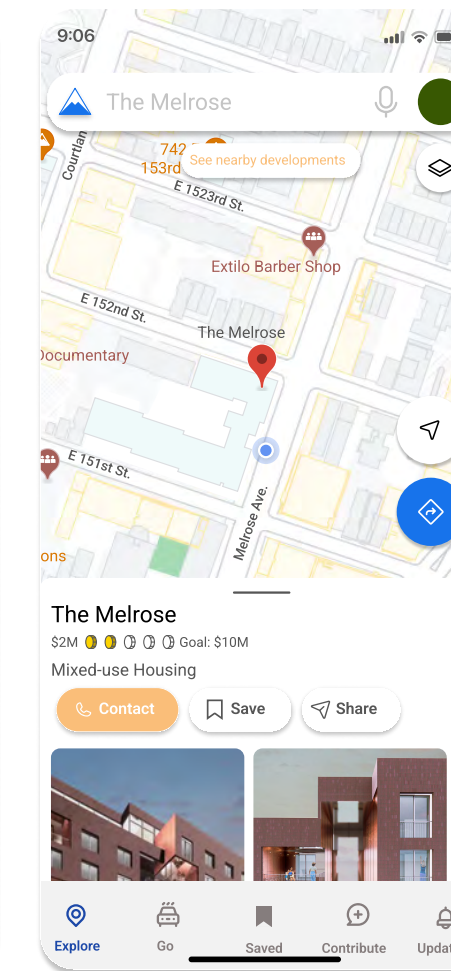 9:06
The Melrose
Courtlan
742
153rd
See nearby developments
E 1523rd St.
Extilo Barber Shop
E 152nd St.
The Melrose
Documentary
E 151st St.
Melrose Ave.
ons
The Melrose
$2M Goal: $10M
Mixed-use Housing
Contact Save Share
Explore Go Saved Contribute Updat